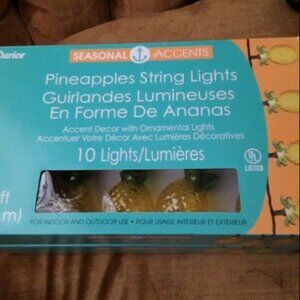 Darice
SEASONAL ACCENTS
Pineapples String Lights
Guirlandes Lumineuses
En Forme De Ananas
Accent Decor with Ornamental Lights
Accentuer Votre Décor Avec Lumières Décoratives
10 Lights/Lumières
UL
LISTED
ft
m)
FOR INDOOR AND OUTDOOR USE • POUR USAGE INTÉRIEUR ET EXTÉRIEUR